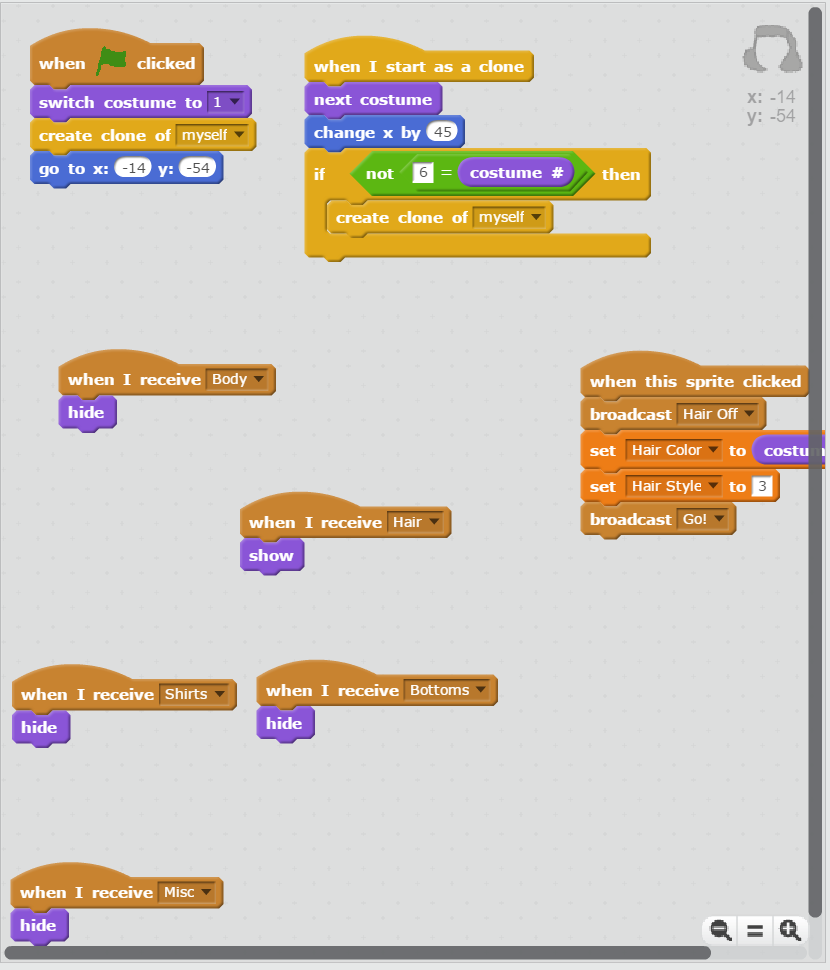 when clicked
switch costume to 1
create clone of myself
go to x: -14 y: -54
when I start as a clone
next costume
change x by 45
if not 6 = costume # then
create clone of myself
x: -14
y: -54
when I receive Body
hide
when this sprite clicked
broadcast Hair Off
set Hair Color to costum
set Hair Style to 3
broadcast Go!
when I receive Hair
show
when I receive Shirts
hide
when I receive Bottoms
hide
when I receive Misc
hide